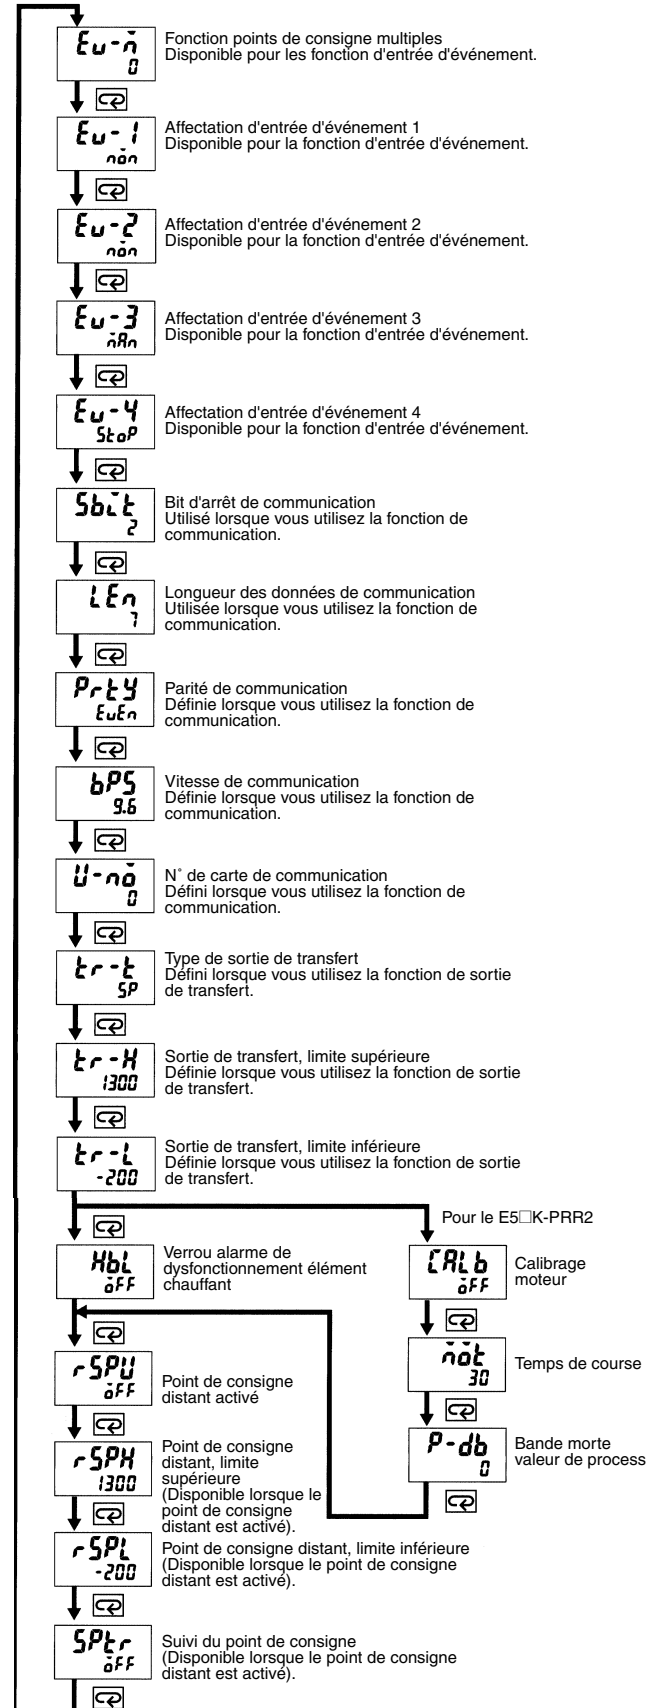 Eu-m
0
Fonction points de consigne multiples
Disponible pour les fonction d'entrée d'événement.
Eu-1
non
Affectation d'entrée d'événement 1
Disponible pour la fonction d'entrée d'événement.
Eu-2
non
Affectation d'entrée d'événement 2
Disponible pour la fonction d'entrée d'événement.
Eu-3
mAn
Affectation d'entrée d'événement 3
Disponible pour la fonction d'entrée d'événement.
Eu-4
StoP
Affectation d'entrée d'événement 4
Disponible pour la fonction d'entrée d'événement.
Sbit
2
Bit d'arrêt de communication
Utilisé lorsque vous utilisez la fonction de
communication.
LEn
7
Longueur des données de communication
Utilisée lorsque vous utilisez la fonction de
communication.
PrtY
EuEn
Parité de communication
Définie lorsque vous utilisez la fonction de
communication.
bPS
9.6
Vitesse de communication
Définie lorsque vous utilisez la fonction de
communication.
U-no
0
N° de carte de communication
Défini lorsque vous utilisez la fonction de
communication.
tr-t
SP
Type de sortie de transfert
Défini lorsque vous utilisez la fonction de sortie
de transfert.
tr-H
1300
Sortie de transfert, limite supérieure
Définie lorsque vous utilisez la fonction de sortie
de transfert.
tr-L
-200
Sortie de transfert, limite inférieure
Définie lorsque vous utilisez la fonction de sortie
de transfert.
Pour le E5□K-PRR2
HbL
oFF
Verrou alarme de
dysfonctionnement élément
chauffant
CALb
oFF
Calibrage
moteur
mot
30
Temps de course
P-db
0
Bande morte
valeur de process
rSPU
oFF
Point de consigne
distant activé
rSPH
1300
Point de consigne
distant, limite
supérieure
(Disponible lorsque le
point de consigne
distant est activé).
rSPL
-200
Point de consigne distant, limite inférieure
(Disponible lorsque le point de consigne
distant est activé).
SPtr
oFF
Suivi du point de consigne
(Disponible lorsque le point de consigne
distant est activé).